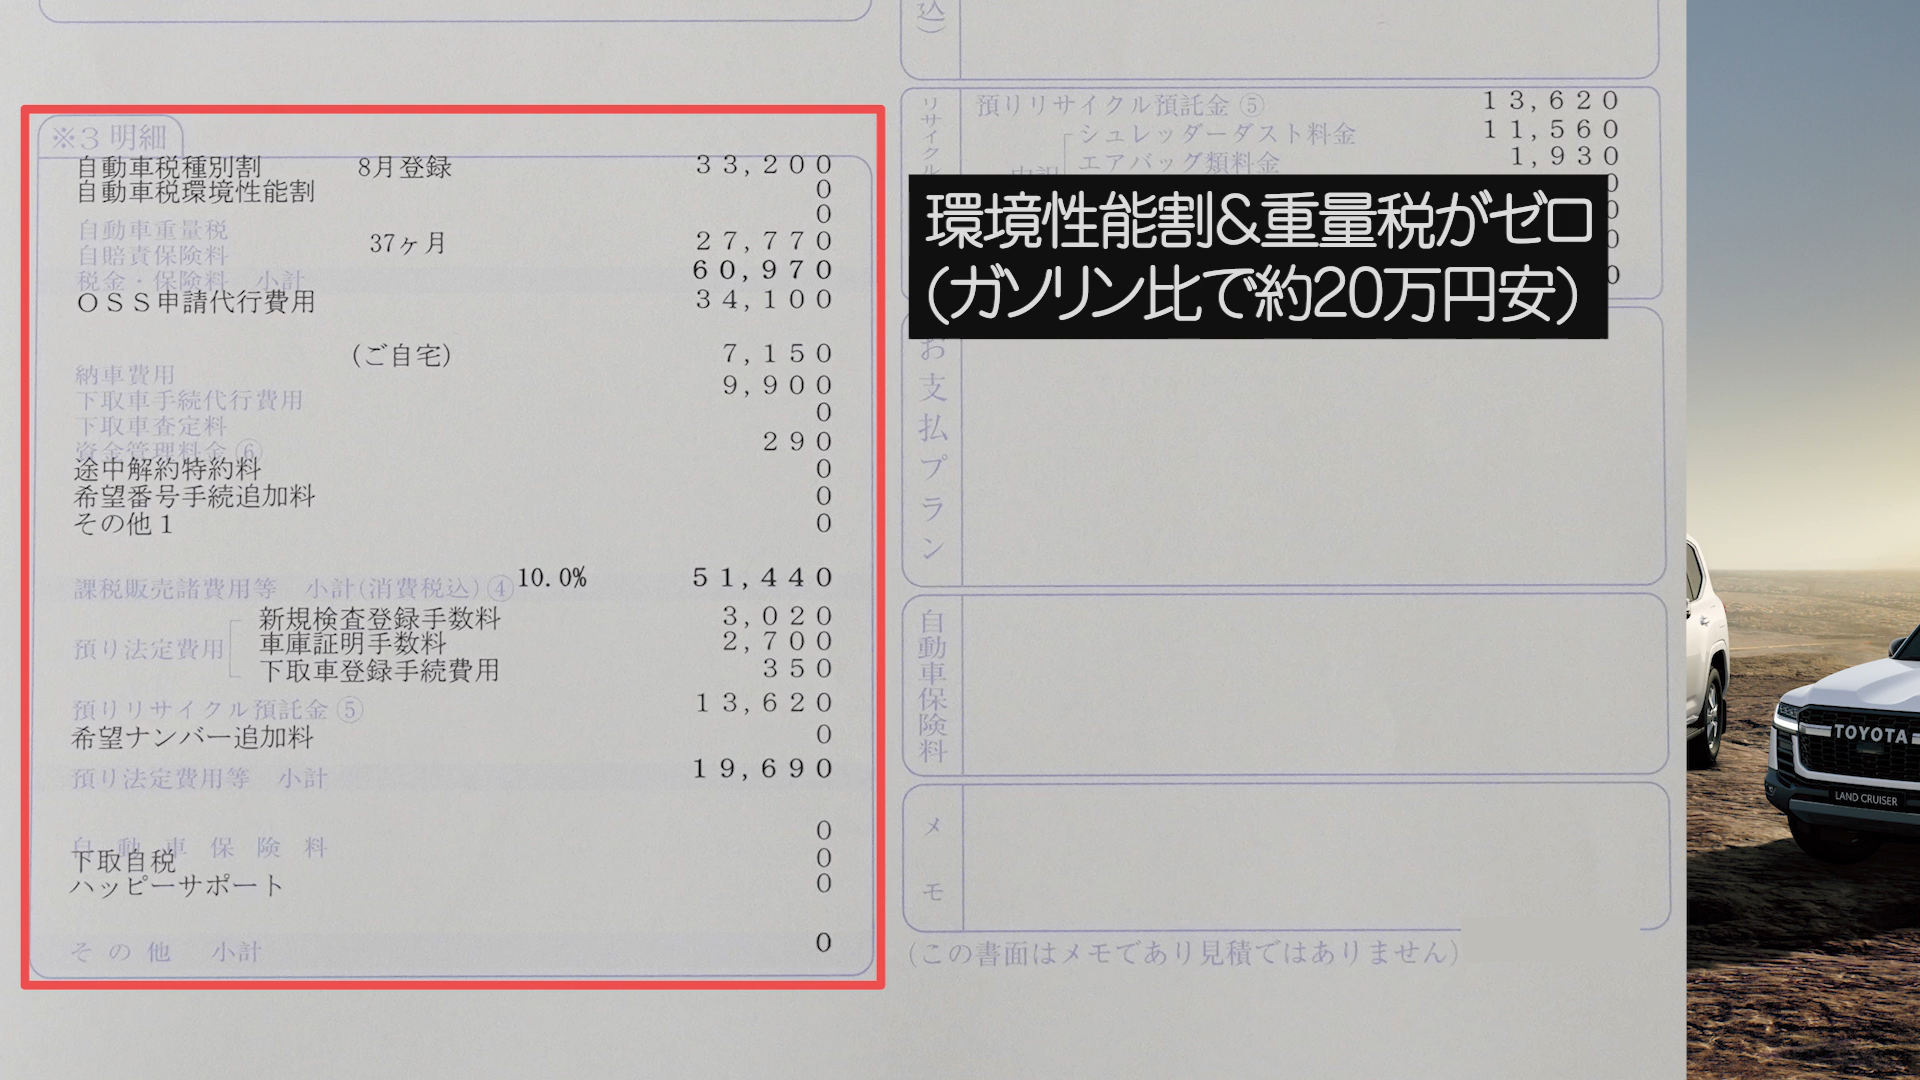 ※3 明細
自動車税種別割 8月登録 33,200
自動車税環境性能割 0
自動車重量税 0
自賠責保険料 37ヶ月 27,770
税金・保険料 小計 60,970
OSS申請代行費用 34,100
納車費用 (ご自宅) 7,150
下取車手続代行費用 9,900
下取車査定料 0
資金管理料金⑥ 290
途中解約特約料 0
希望番号手続追加料 0
その他1 0
課税販売諸費用等 小計(消費税込)④ 10.0% 51,440
預り法定費用
新規検査登録手数料 3,020
車庫証明手数料 2,700
下取車登録手続費用 350
預りリサイクル預託金⑤ 13,620
希望ナンバー追加料 0
預り法定費用等 小計 19,690
自動車保険料 0
下取自税 0
ハッピーサポート 0
その他 小計 0
込)
リサイクル
預りリサイクル預託金⑤ 13,620
シュレッダーダスト料金 11,560
エアバッグ類料金 1,930
環境性能割&重量税がゼロ
(ガソリン比で約20万円安)
お支払プラン
自動車保険料
メモ
(この書面はメモであり見積ではありません)
TOYOTA
LAND CRUISER